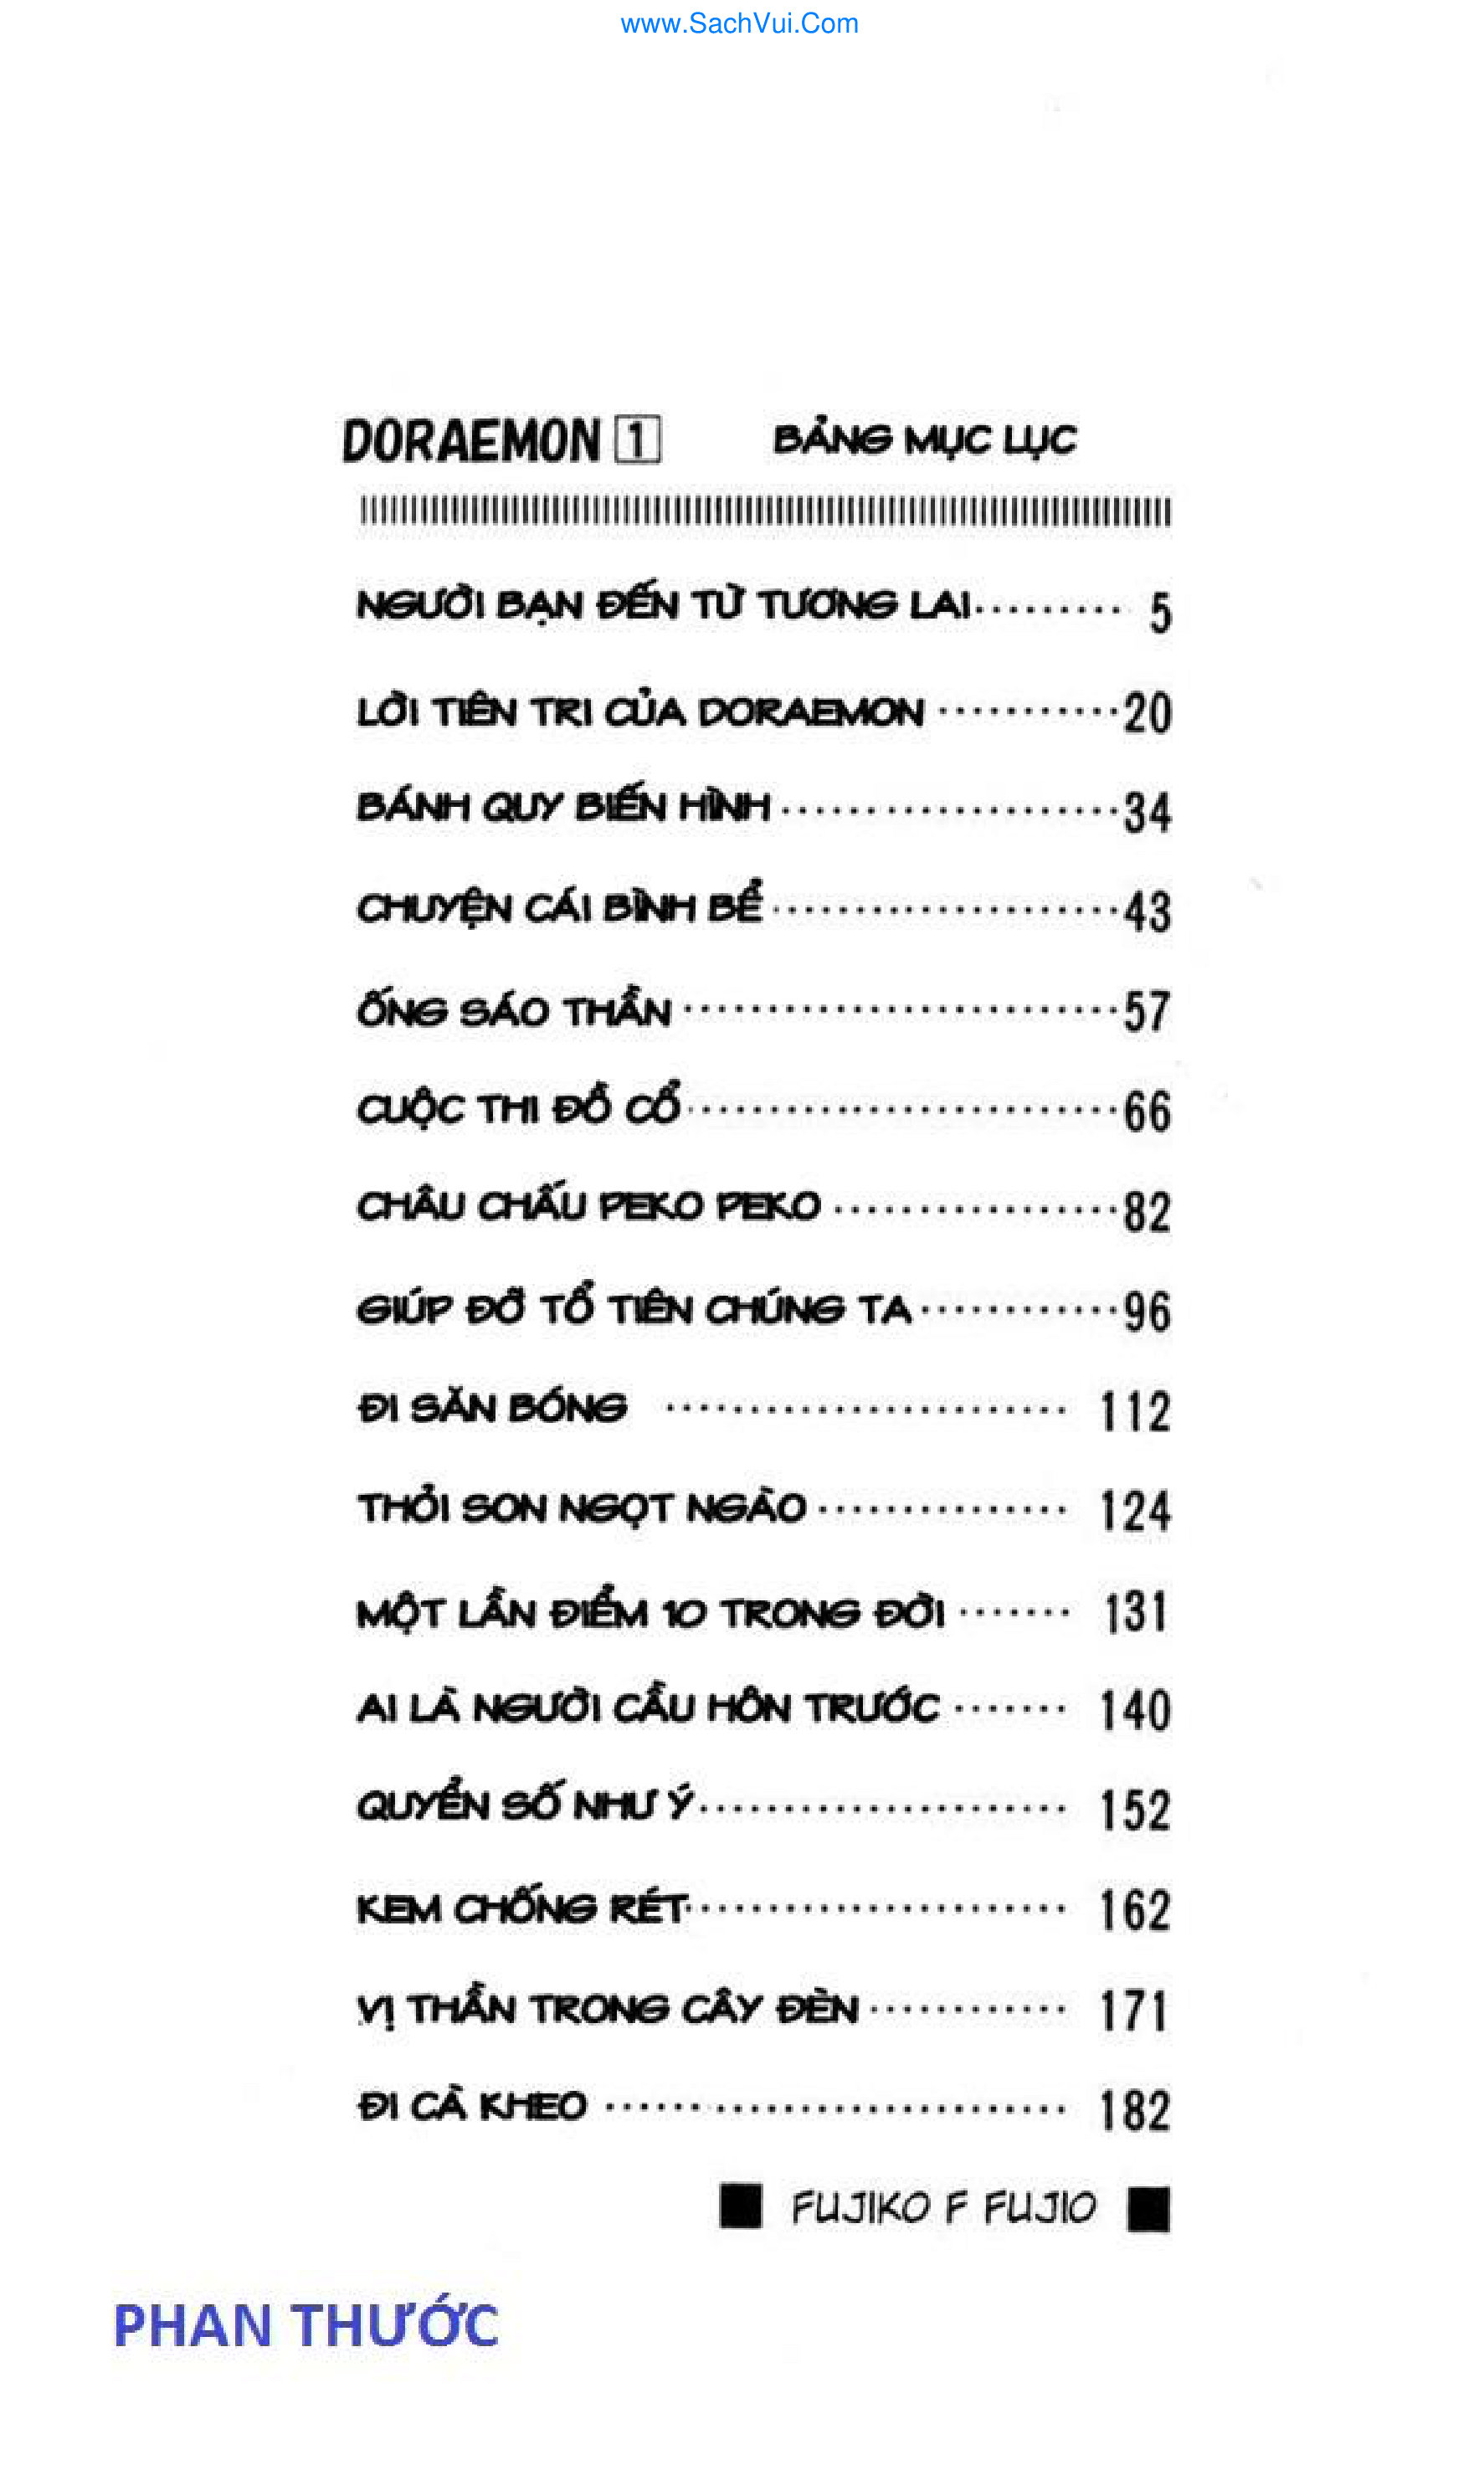 www.SachVui.Com
DORAEMON 1 BẢNG MỤC LỤC
NGƯỜI BẠN ĐẾN TỪ TƯƠNG LAI ......... 5
LỜI TIÊN TRI CỦA DORAEMON ........... 20
BÁNH QUY BIẾN HÌNH .................... 34
CHUYỆN CÁI BÌNH BỂ ..................... 43
ỐNG SÁO THẦN .......................... 57
CUỘC THI ĐỒ CỔ .......................... 66
CHÂU CHẤU PEKO PEKO ................. 82
GIÚP ĐỠ TỔ TIÊN CHÚNG TA ............ 96
ĐI SĂN BÓNG ........................ 112
THỎI SON NGỌT NGÀO ............... 124
MỘT LẦN ĐIỂM 10 TRONG ĐỜI ....... 131
AI LÀ NGƯỜI CẦU HÔN TRƯỚC ....... 140
QUYỂN SỐ NHƯ Ý ...................... 152
KEM CHỐNG RÉT ....................... 162
VỊ THẦN TRONG CÂY ĐÈN ............ 171
ĐI CÀ KHEO ........................... 182
■ FUJIKO F FUJIO ■
PHAN THƯỚC